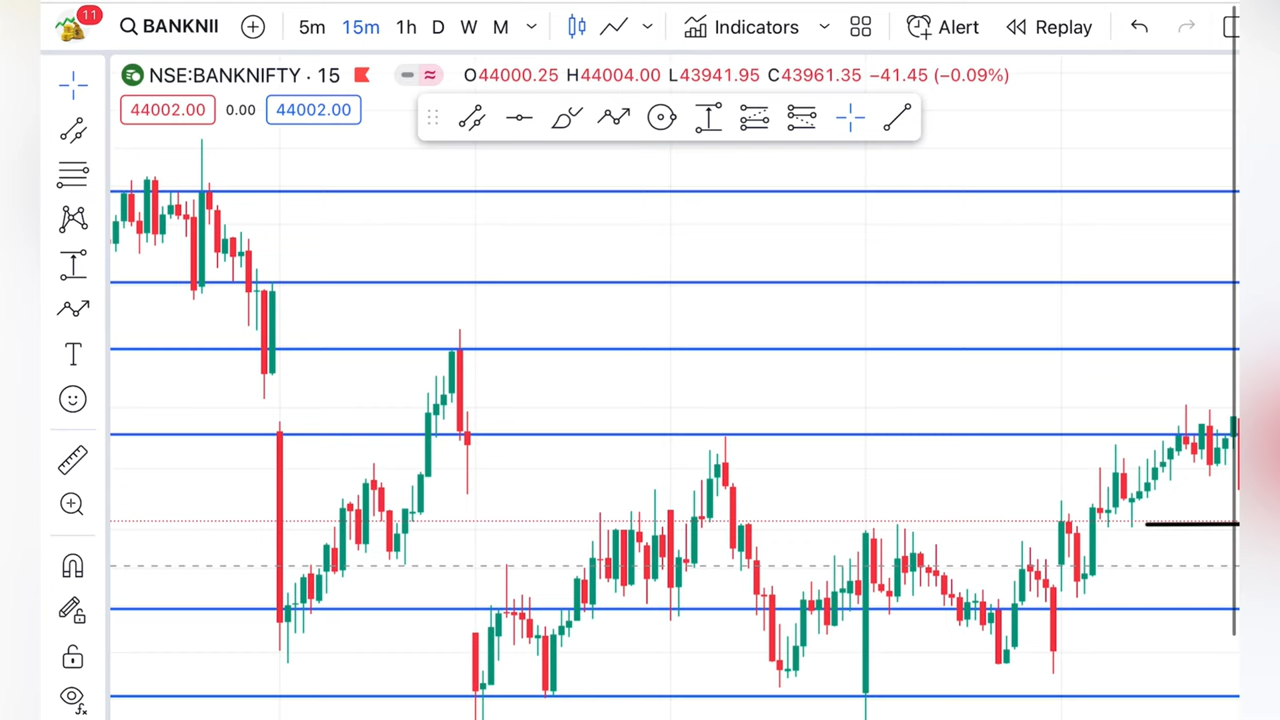 11
BANKNII
5m 15m 1h D W M
Indicators
Alert
Replay
NSE:BANKNIFTY · 15
≈
O44000.25 H44004.00 L43941.95 C43961.35 −41.45 (−0.09%)
44002.00 0.00 44002.00
T